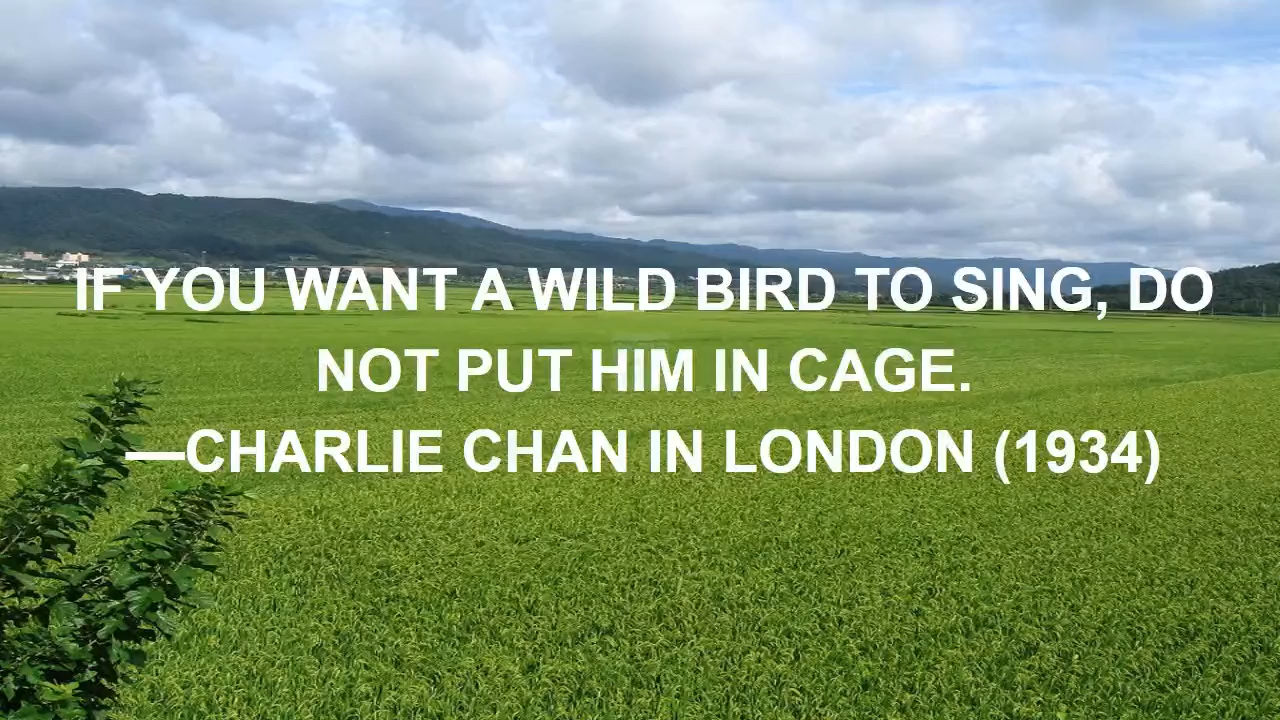 IF YOU WANT A WILD BIRD TO SING, DO
NOT PUT HIM IN CAGE.
—CHARLIE CHAN IN LONDON (1934)